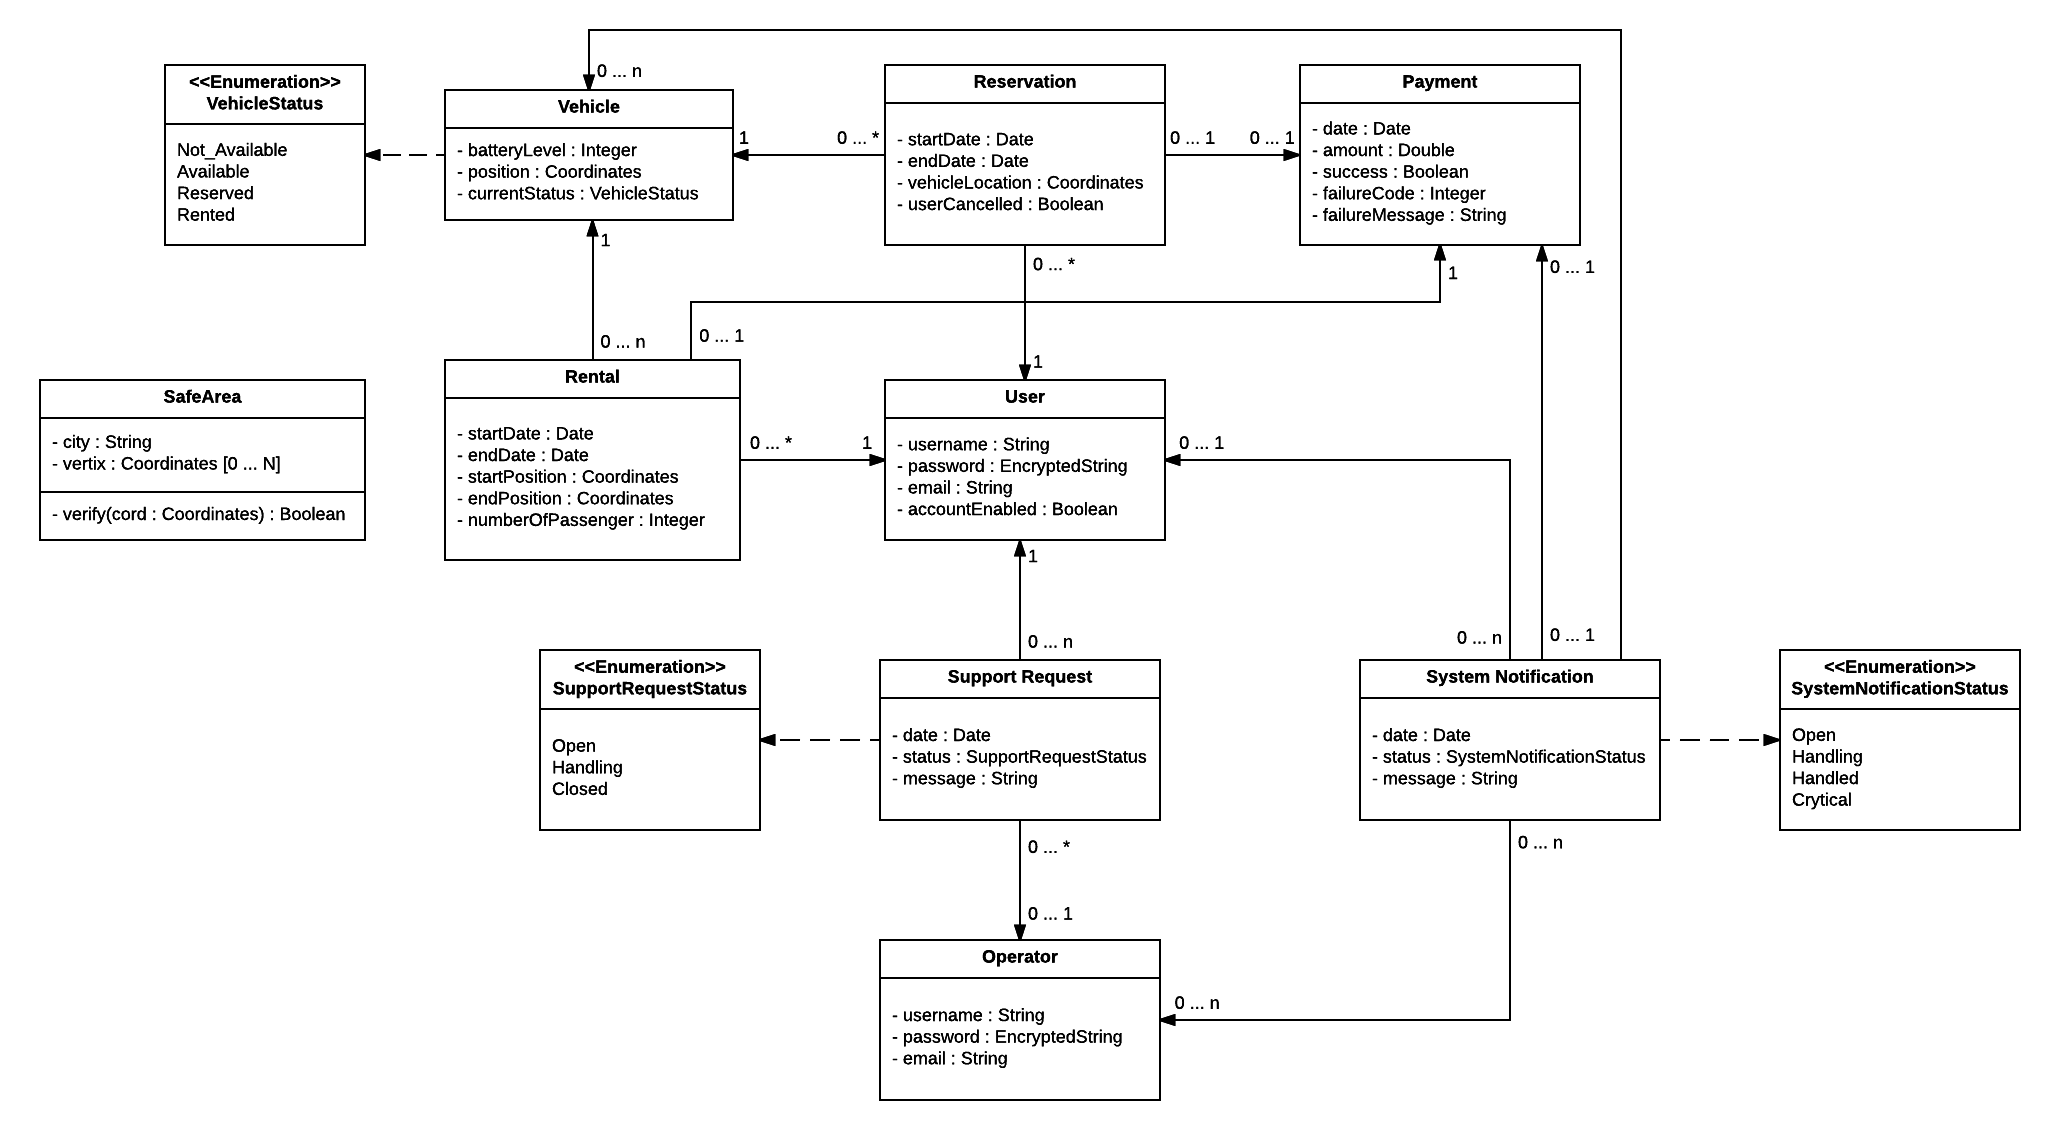 0 ... n
<<Enumeration>>
VehicleStatus
Not_Available
Available
Reserved
Rented
Vehicle
- batteryLevel : Integer
- position : Coordinates
- currentStatus : VehicleStatus
1
0 ... *
Reservation
- startDate : Date
- endDate : Date
- vehicleLocation : Coordinates
- userCancelled : Boolean
0 ... 1
0 ... 1
Payment
- date : Date
- amount : Double
- success : Boolean
- failureCode : Integer
- failureMessage : String
1
0 ... *
1
0 ... 1
0 ... n
0 ... 1
1
SafeArea
- city : String
- vertix : Coordinates [0 ... N]
- verify(cord : Coordinates) : Boolean
Rental
- startDate : Date
- endDate : Date
- startPosition : Coordinates
- endPosition : Coordinates
- numberOfPassenger : Integer
0 ... *
1
User
- username : String
- password : EncryptedString
- email : String
- accountEnabled : Boolean
0 ... 1
1
0 ... n
0 ... n
0 ... 1
<<Enumeration>>
SupportRequestStatus
Open
Handling
Closed
Support Request
- date : Date
- status : SupportRequestStatus
- message : String
System Notification
- date : Date
- status : SystemNotificationStatus
- message : String
<<Enumeration>>
SystemNotificationStatus
Open
Handling
Handled
Crytical
0 ... *
0 ... n
0 ... 1
Operator
- username : String
- password : EncryptedString
- email : String
0 ... n